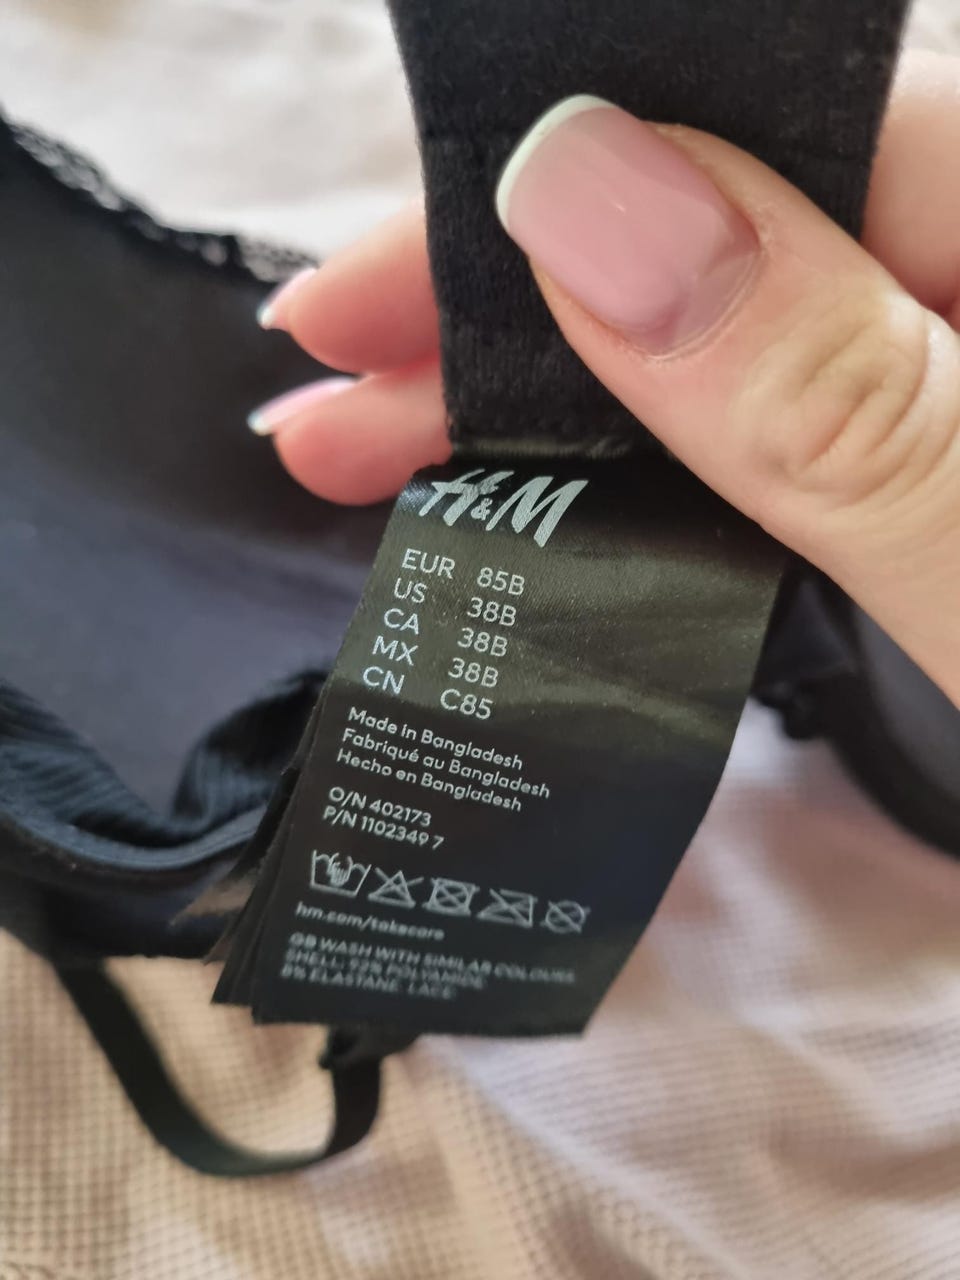 H&M
EUR 85B
US 38B
CA 38B
MX 38B
CN C85
Made in Bangladesh
Fabriqué au Bangladesh
Hecho en Bangladesh
O/N 402173
P/N 1102349 7
hm.com/takecare
GB WASH WITH SIMILAR COLOURS
SHELL: 92% POLYAMIDE
8% ELASTANE. LACE: